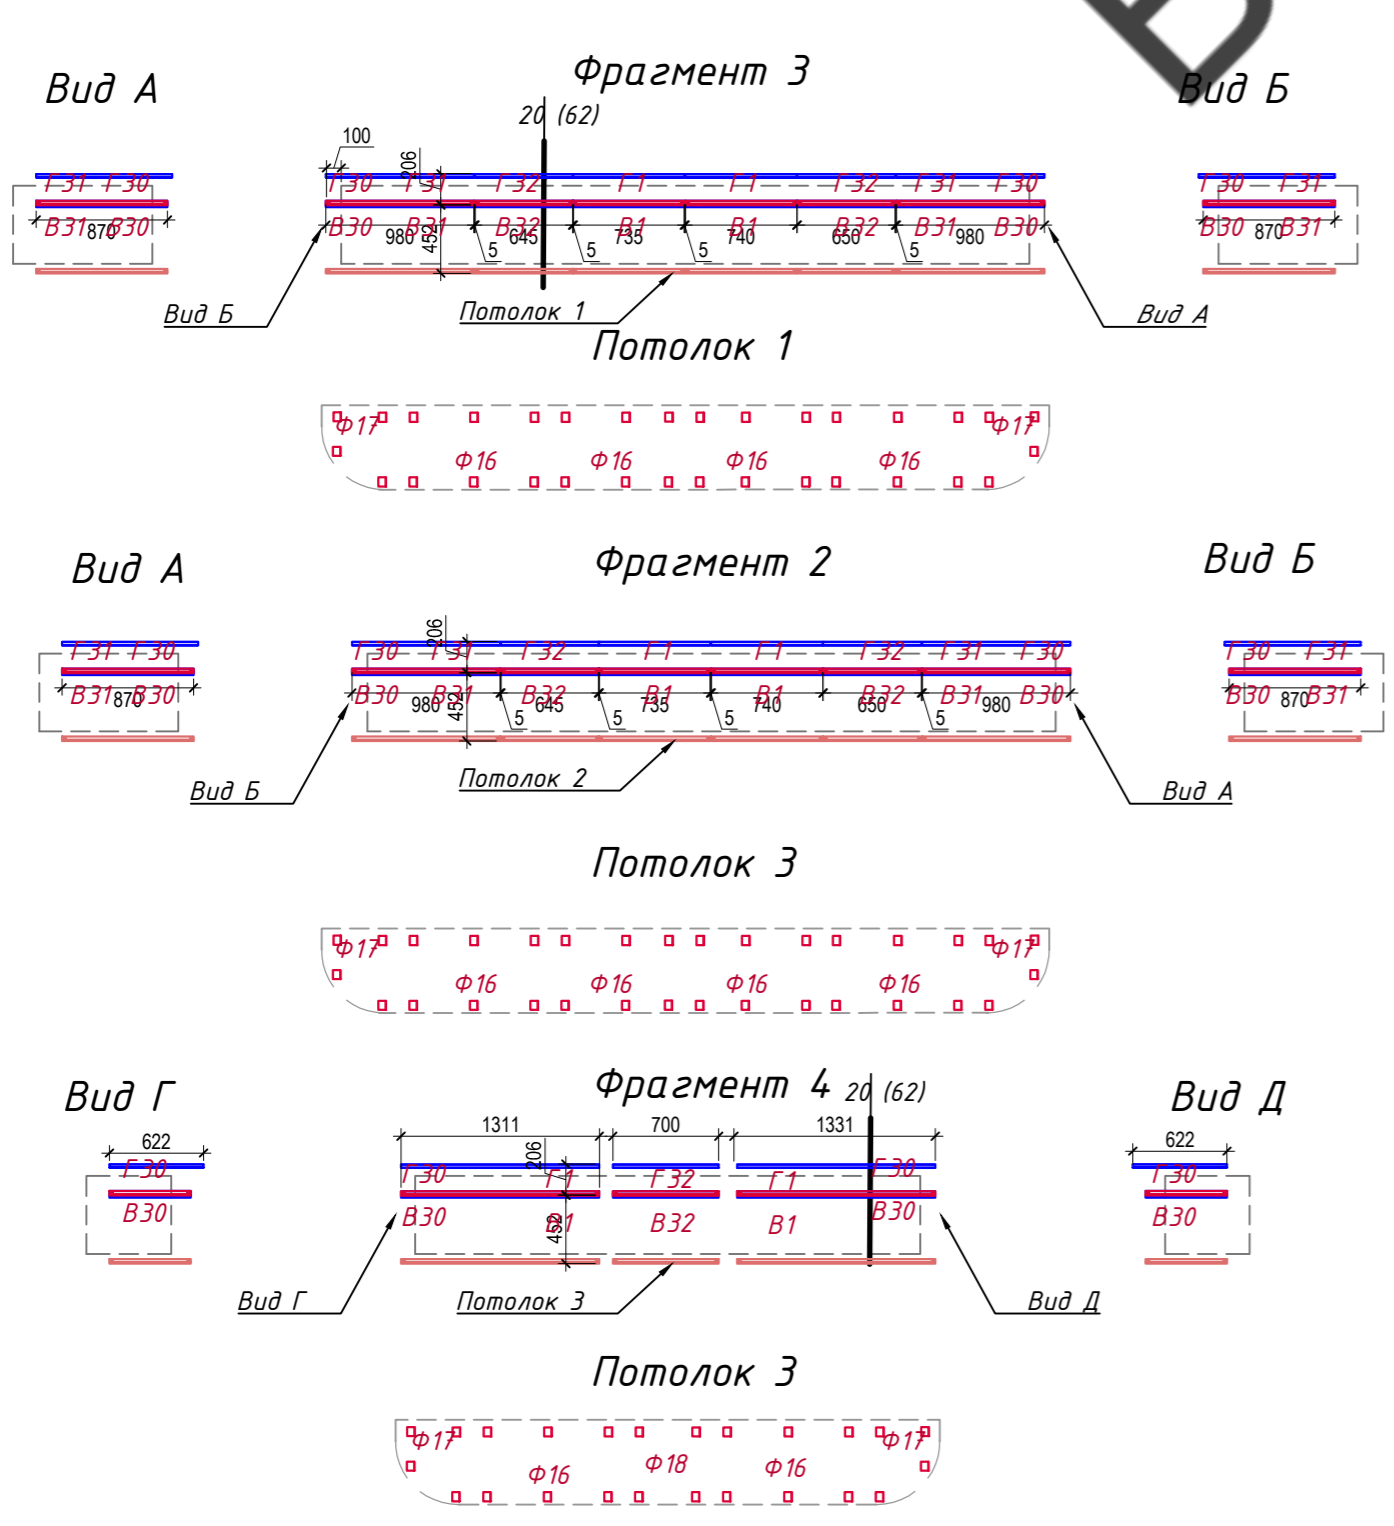 Вид А
Фрагмент 3
Вид Б
20 (62)
100
206
Г31 Г30
Г30 Г31 Г32 Г1 Г1 Г32 Г31 Г30
Г30 Г31
В31 В30
870
В30 В31 В32 В1 В1 В32 В31 В30
980 452 645 735 740 650 980
5 5 5 5
В30 В31
870
Вид Б
Потолок 1
Вид А
Потолок 1
Ф17 Ф17
Ф16 Ф16 Ф16 Ф16
Вид А
Фрагмент 2
Вид Б
206
Г31 Г30
Г30 Г31 Г32 Г1 Г1 Г32 Г31 Г30
Г30 Г31
В31 В30
870
В30 В31 В32 В1 В1 В32 В31 В30
980 452 645 735 740 650 980
5 5 5 5
В30 В31
870
Вид Б
Потолок 2
Вид А
Потолок 3
Ф17 Ф17
Ф16 Ф16 Ф16 Ф16
Вид Г
Фрагмент 4
20 (62)
Вид Д
622
1311 700 1331
622
206
Г30
Г30 Г1 Г32 Г1 Г30
Г30
В30
В30 В1 В32 В1 В30
452
В30
Вид Г
Потолок 3
Вид Д
Потолок 3
Ф17 Ф17
Ф16 Ф18 Ф16